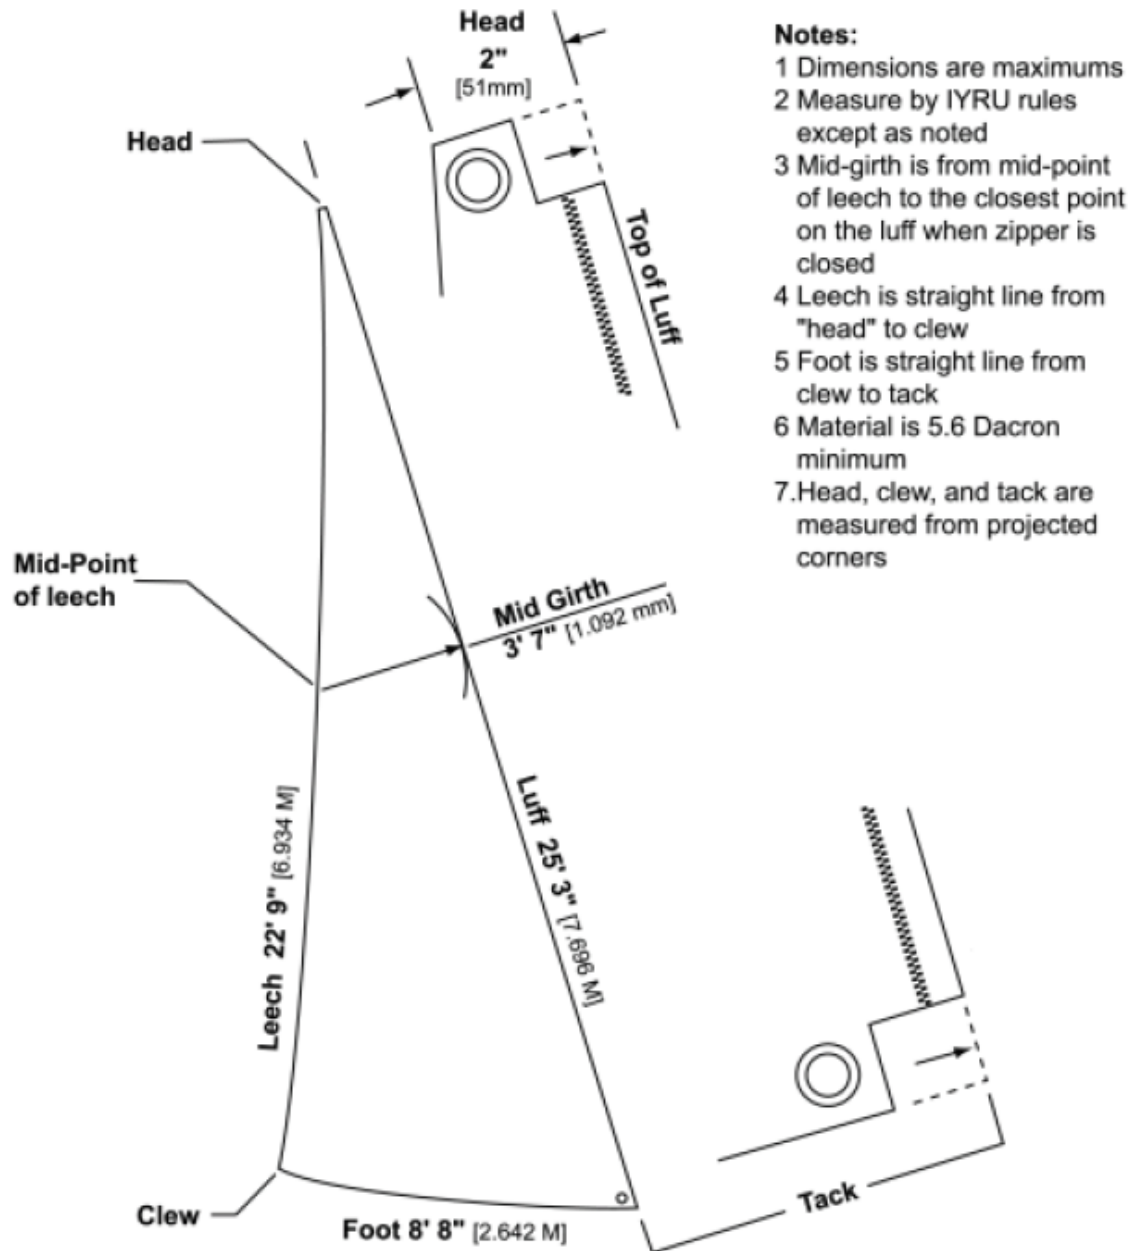 Head
2"
[51mm]
Notes:
1 Dimensions are maximums
2 Measure by IYRU rules
except as noted
3 Mid-girth is from mid-point
of leech to the closest point
on the luff when zipper is
closed
4 Leech is straight line from
"head" to clew
5 Foot is straight line from
clew to tack
6 Material is 5.6 Dacron
minimum
7.Head, clew, and tack are
measured from projected
corners
Head
Top of Luff
Mid-Point
of leech
Mid Girth
3' 7" [1.092 mm]
Leech 22' 9" [6.934 M]
Luff 25' 3" [7.696 M]
Clew
Foot 8' 8" [2.642 M]
Tack